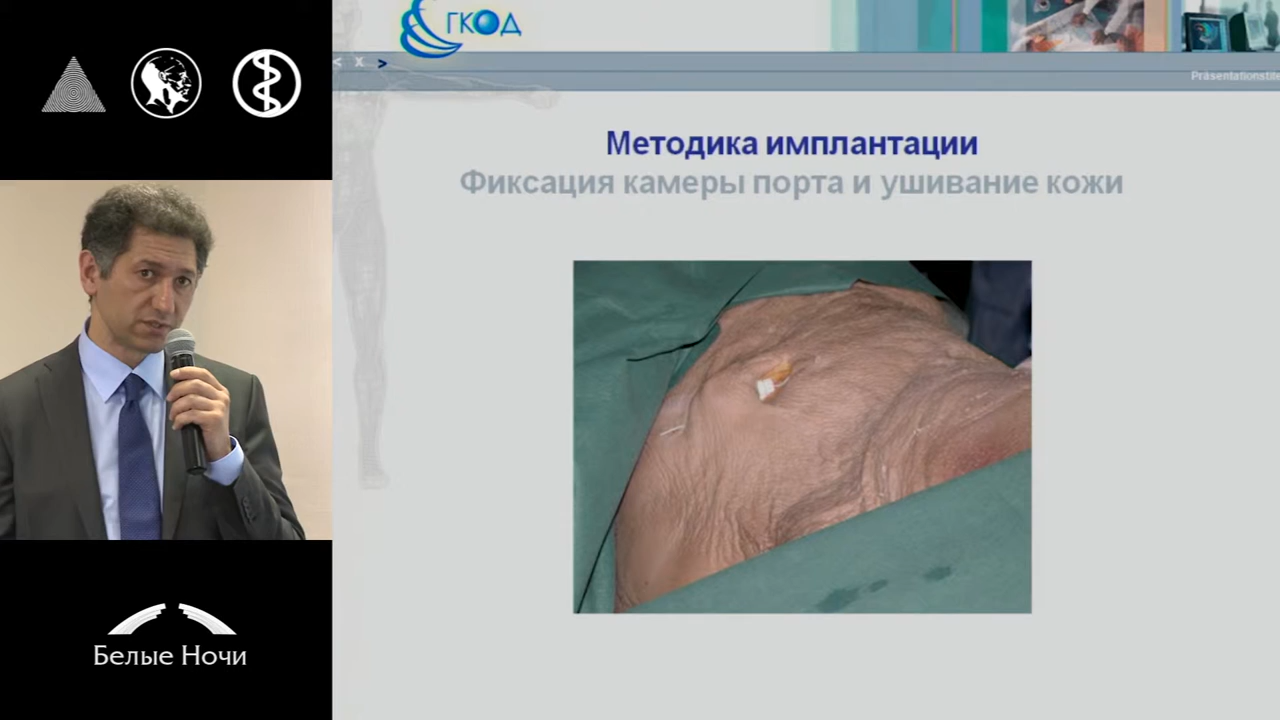 ГКОД
< X >
Präsentationstite
Методика имплантации
Фиксация камеры порта и ушивание кожи
Белые Ночи